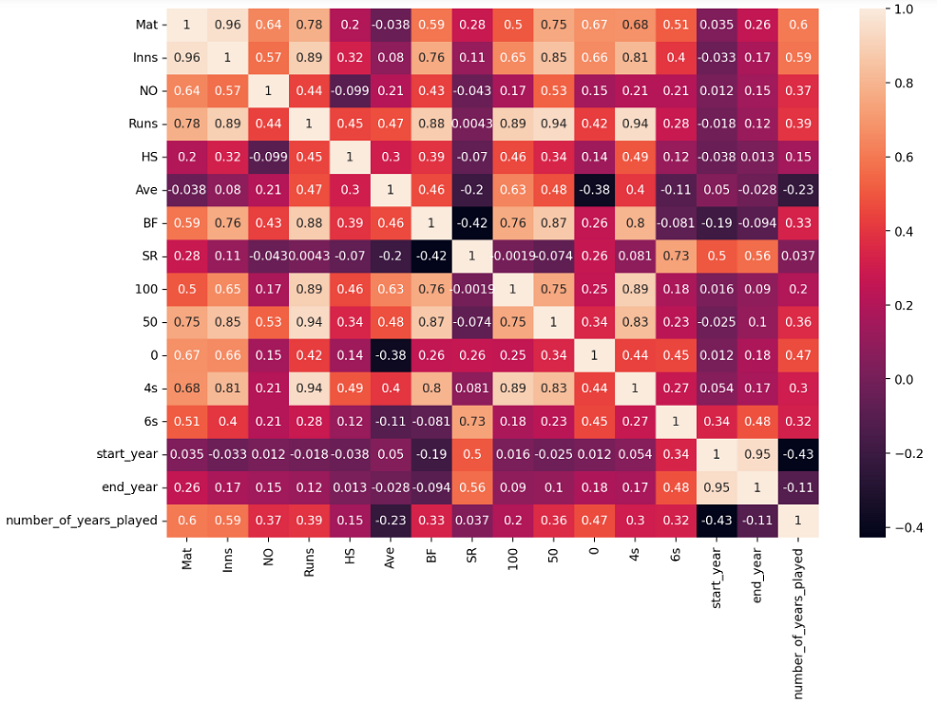 Mat 1 0.96 0.64 0.78 0.2 -0.038 0.59 0.28 0.5 0.75 0.67 0.68 0.51 0.035 0.26 0.6
Inns 0.96 1 0.57 0.89 0.32 0.08 0.76 0.11 0.65 0.85 0.66 0.81 0.4 -0.033 0.17 0.59
NO 0.64 0.57 1 0.44 -0.099 0.21 0.43 -0.043 0.17 0.53 0.15 0.21 0.21 0.012 0.15 0.37
Runs 0.78 0.89 0.44 1 0.45 0.47 0.88 0.0043 0.89 0.94 0.42 0.94 0.28 -0.018 0.12 0.39
HS 0.2 0.32 -0.099 0.45 1 0.3 0.39 -0.07 0.46 0.34 0.14 0.49 0.12 -0.038 0.013 0.15
Ave -0.038 0.08 0.21 0.47 0.3 1 0.46 -0.2 0.63 0.48 -0.38 0.4 -0.11 0.05 -0.028 -0.23
BF 0.59 0.76 0.43 0.88 0.39 0.46 1 -0.42 0.76 0.87 0.26 0.8 -0.081 -0.19 -0.094 0.33
SR 0.28 0.11 -0.043 0.0043 -0.07 -0.2 -0.42 1 -0.0019 -0.074 0.26 0.081 0.73 0.5 0.56 0.037
100 0.5 0.65 0.17 0.89 0.46 0.63 0.76 -0.0019 1 0.75 0.25 0.89 0.18 0.016 0.09 0.2
50 0.75 0.85 0.53 0.94 0.34 0.48 0.87 -0.074 0.75 1 0.34 0.83 0.23 -0.025 0.1 0.36
0 0.67 0.66 0.15 0.42 0.14 -0.38 0.26 0.26 0.25 0.34 1 0.44 0.45 0.012 0.18 0.47
4s 0.68 0.81 0.21 0.94 0.49 0.4 0.8 0.081 0.89 0.83 0.44 1 0.27 0.054 0.17 0.3
6s 0.51 0.4 0.21 0.28 0.12 -0.11 -0.081 0.73 0.18 0.23 0.45 0.27 1 0.34 0.48 0.32
start_year 0.035 -0.033 0.012 -0.018 -0.038 0.05 -0.19 0.5 0.016 -0.025 0.012 0.054 0.34 1 0.95 -0.43
end_year 0.26 0.17 0.15 0.12 0.013 -0.028 -0.094 0.56 0.09 0.1 0.18 0.17 0.48 0.95 1 -0.11
number_of_years_played 0.6 0.59 0.37 0.39 0.15 -0.23 0.33 0.037 0.2 0.36 0.47 0.3 0.32 -0.43 -0.11 1
Mat Inns NO Runs HS Ave BF SR 100 50 0 4s 6s start_year end_year number_of_years_played
1.0
0.8
0.6
0.4
0.2
0.0
−0.2
−0.4